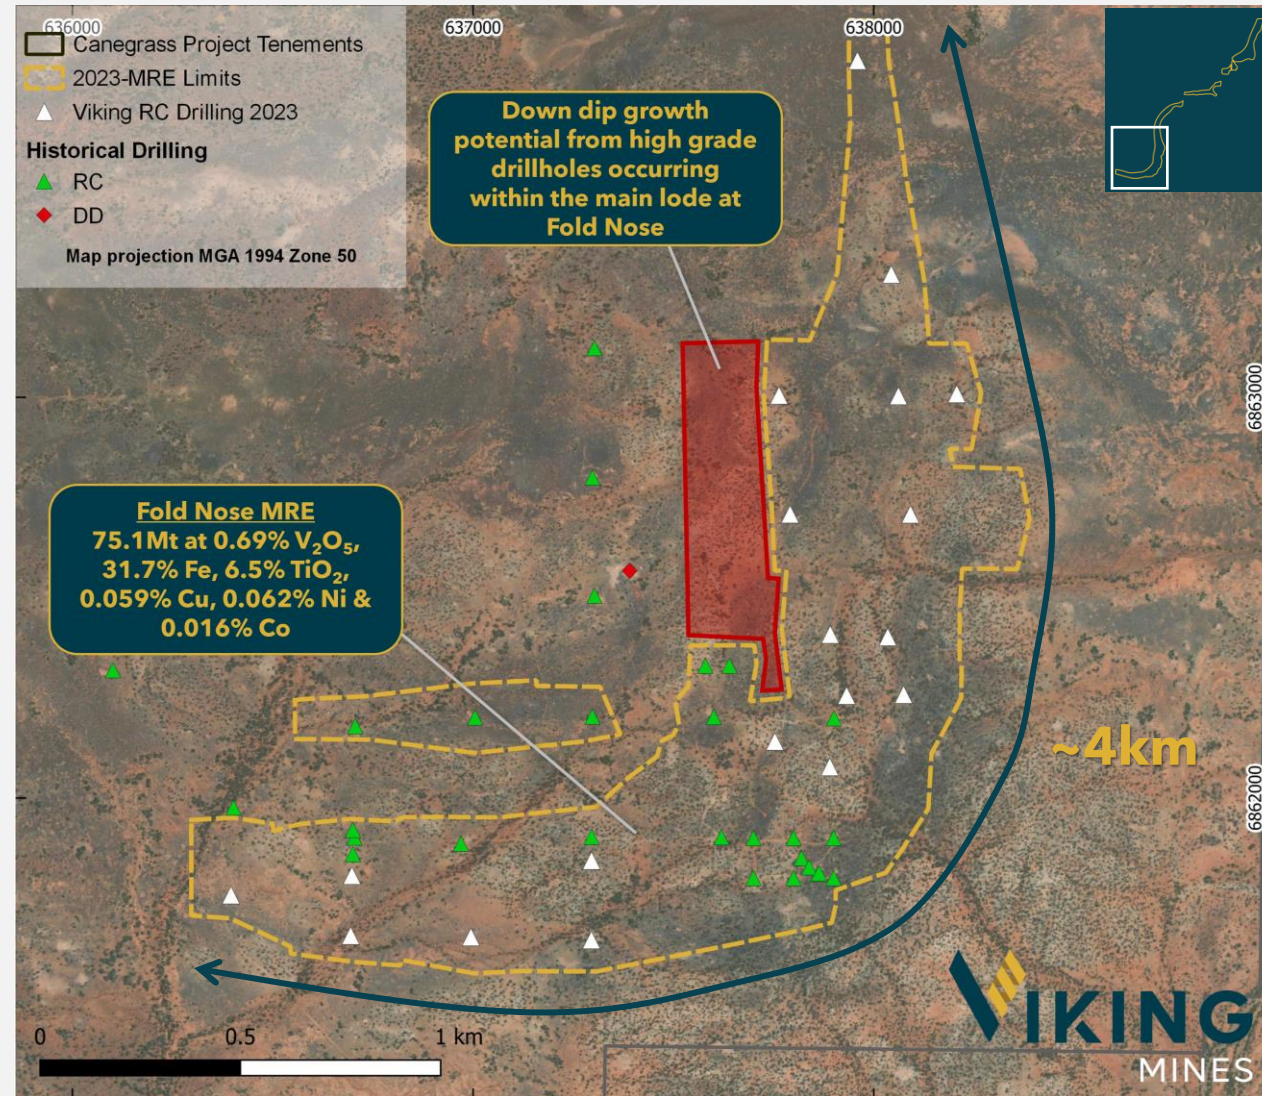 636000
637000
638000
Canegrass Project Tenements
2023-MRE Limits
Viking RC Drilling 2023
Historical Drilling
RC
DD
Map projection MGA 1994 Zone 50
Down dip growth
potential from high grade
drillholes occurring
within the main lode at
Fold Nose
6863000
Fold Nose MRE
75.1Mt at 0.69% V₂O₅,
31.7% Fe, 6.5% TiO₂,
0.059% Cu, 0.062% Ni &
0.016% Co
~4km
6862000
0
0.5
1 km
VIKING
MINES